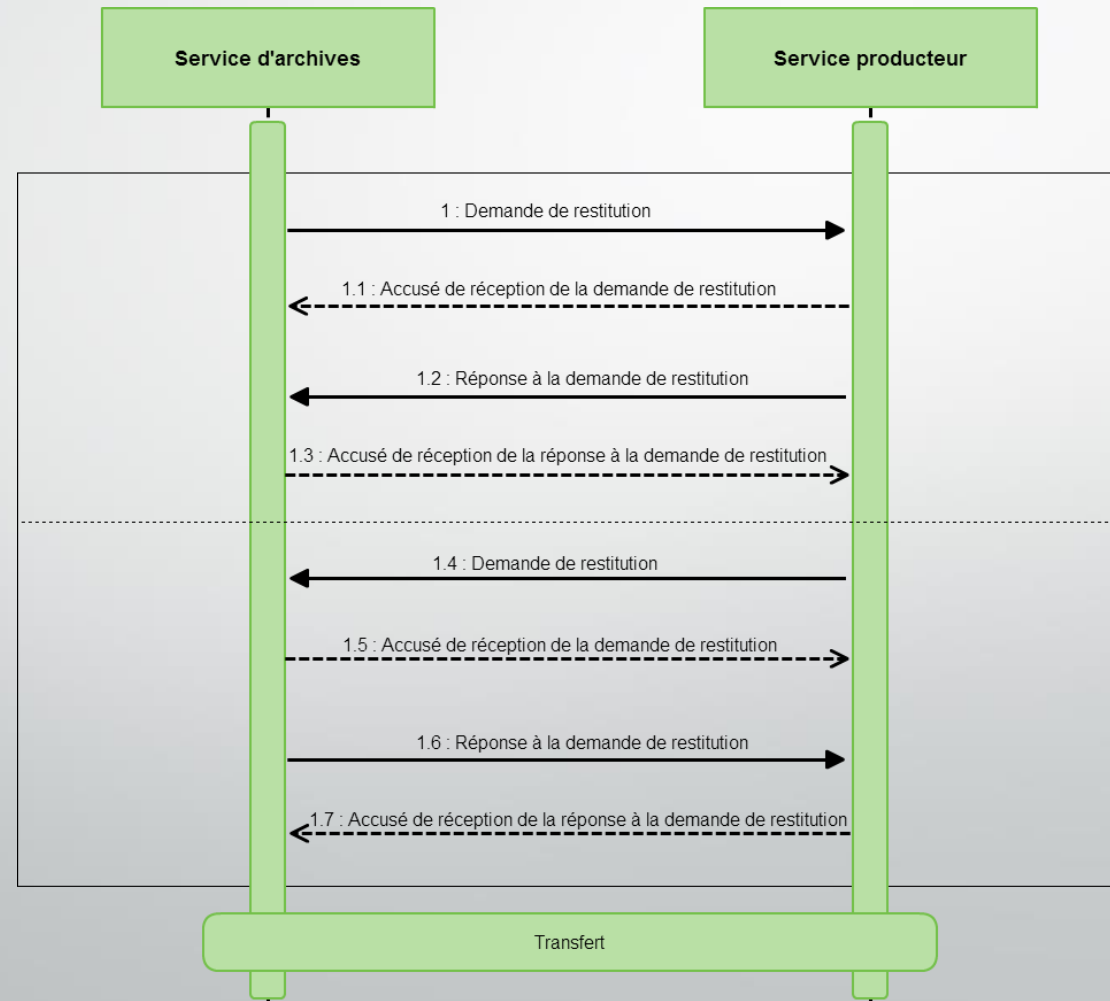 Service d'archives
Service producteur
1 : Demande de restitution
1.1 : Accusé de réception de la demande de restitution
1.2 : Réponse à la demande de restitution
1.3 : Accusé de réception de la réponse à la demande de restitution
1.4 : Demande de restitution
1.5 : Accusé de réception de la demande de restitution
1.6 : Réponse à la demande de restitution
1.7 : Accusé de réception de la réponse à la demande de restitution
Transfert